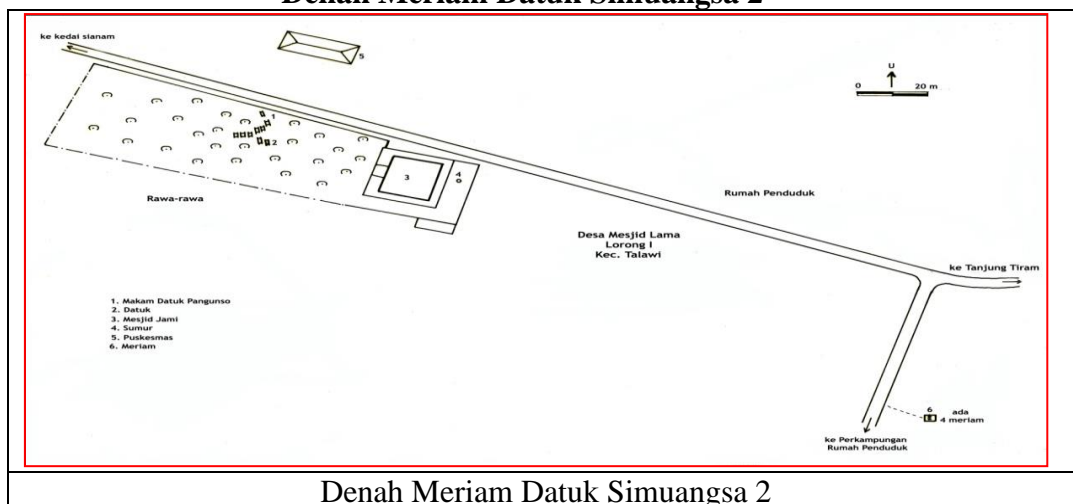 Denah Meriam Datuk Simuangsa 2
ke kedai sianam
5
U
0 20 m
1
2
3
4
Rawa-rawa
Rumah Penduduk
Desa Mesjid Lama
Lorong I
Kec. Talawi
ke Tanjung Tiram
1. Makam Datuk Pangunso
2. Datuk
3. Mesjid Jami
4. Sumur
5. Puskesmas
6. Meriam
6 ada
4 meriam
ke Perkampungan
Rumah Penduduk
Denah Meriam Datuk Simuangsa 2